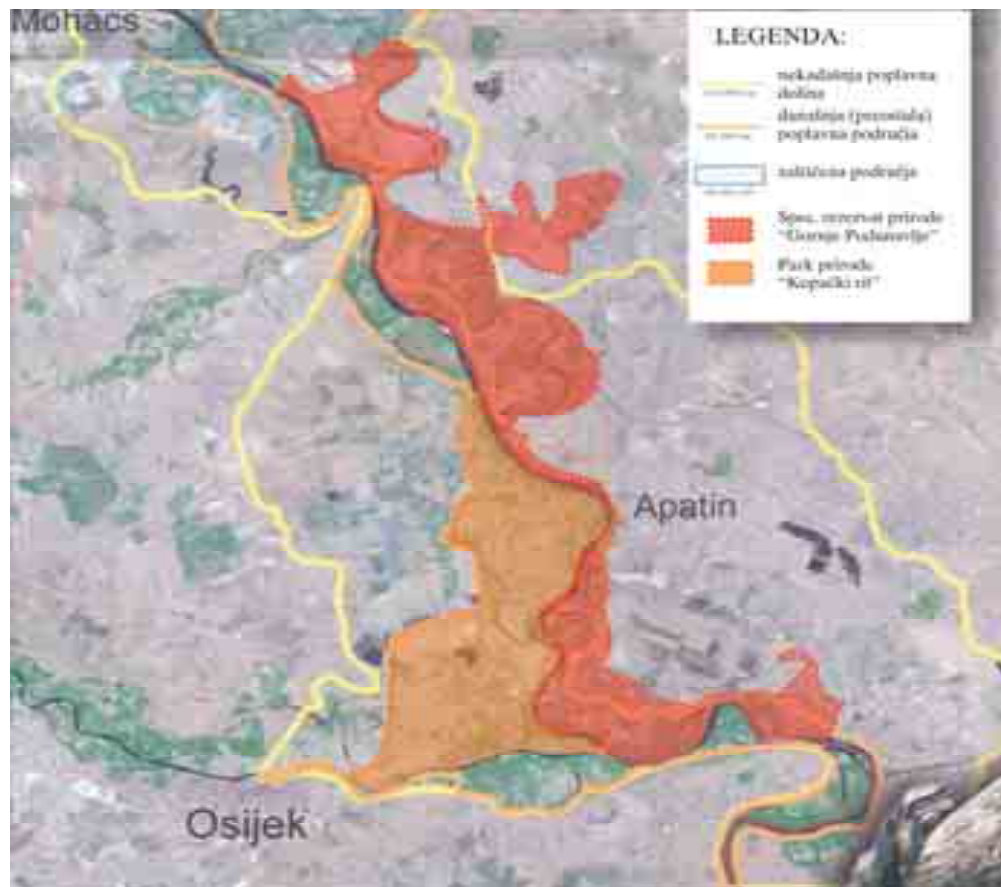 Mohacs
LEGENDA:
nekadašnja poplavna
dolina
današnja (preostala)
poplavna područja
zaštićena područja
Spec. rezervat prirode
"Gornje Podunavlje"
Park prirode
"Kopački rit"
Apatin
Osijek